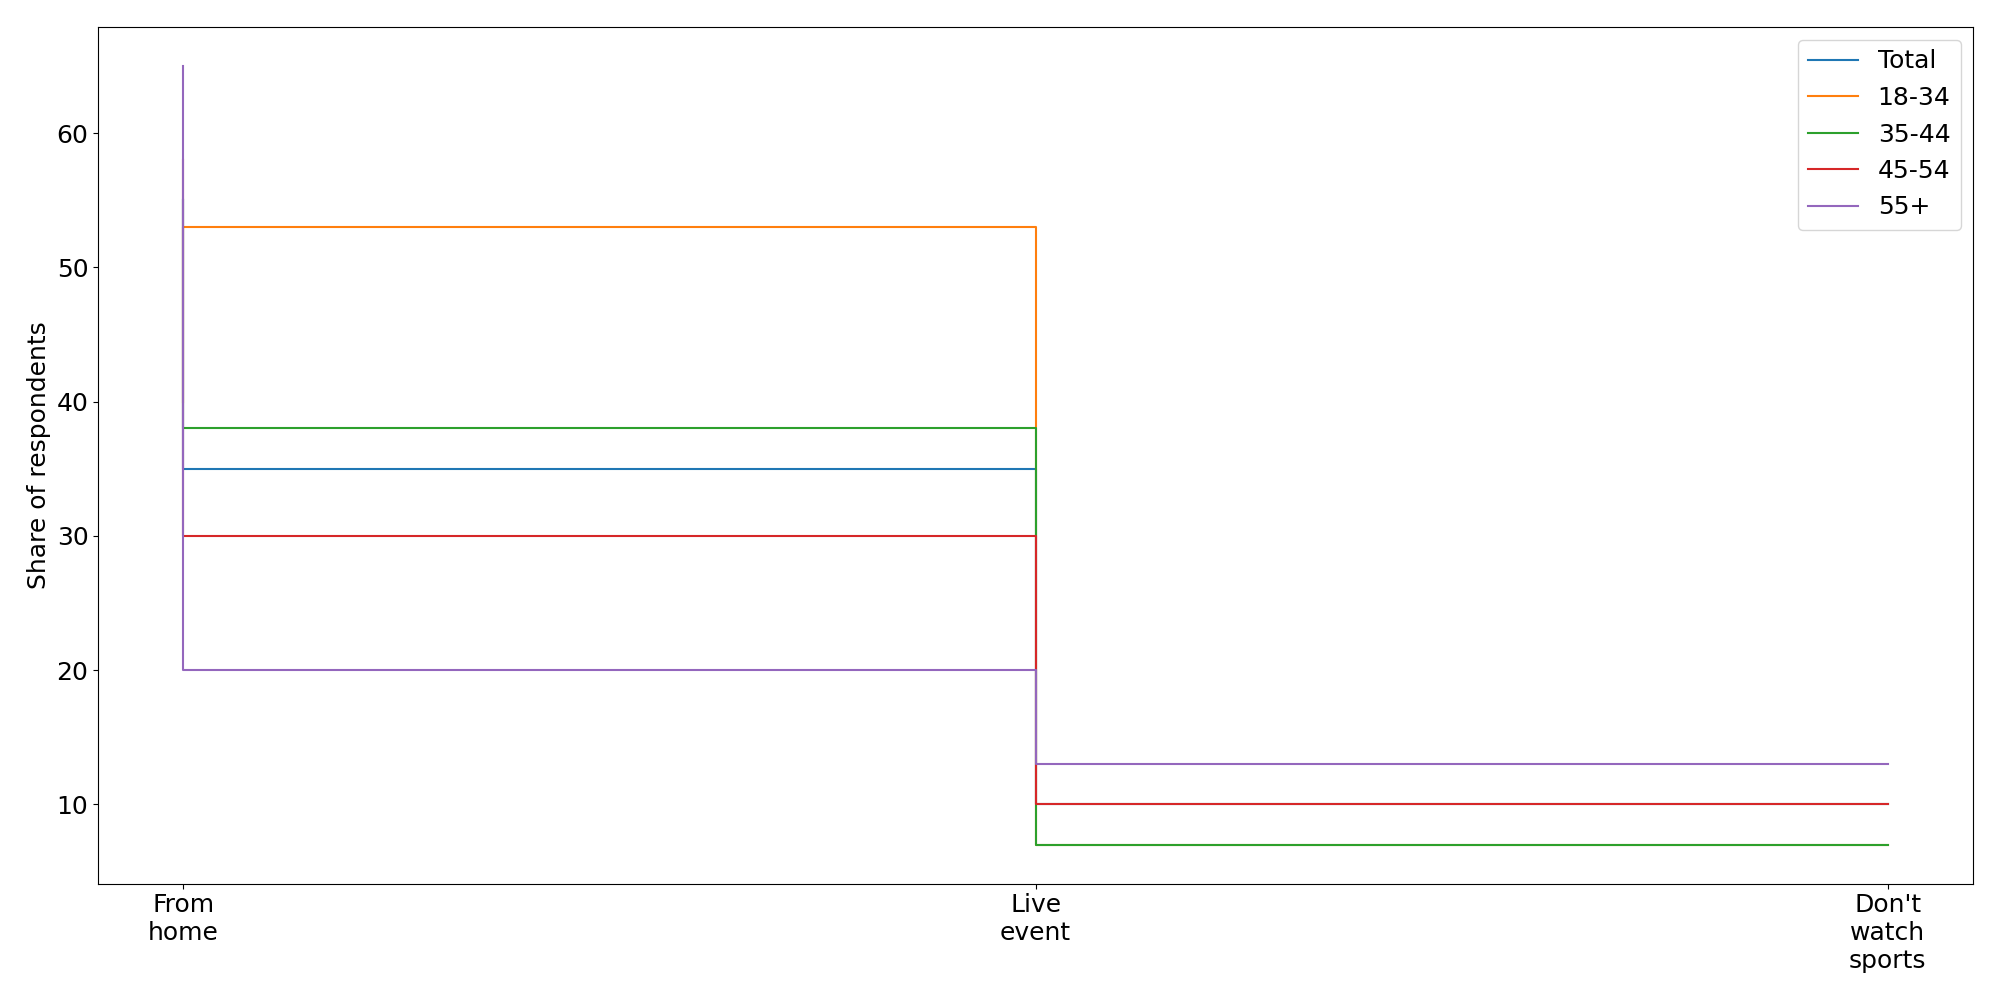 Total
18-34
35-44
45-54
55+
Share of respondents
60
50
40
30
20
10
From
home
Live
event
Don't
watch
sports